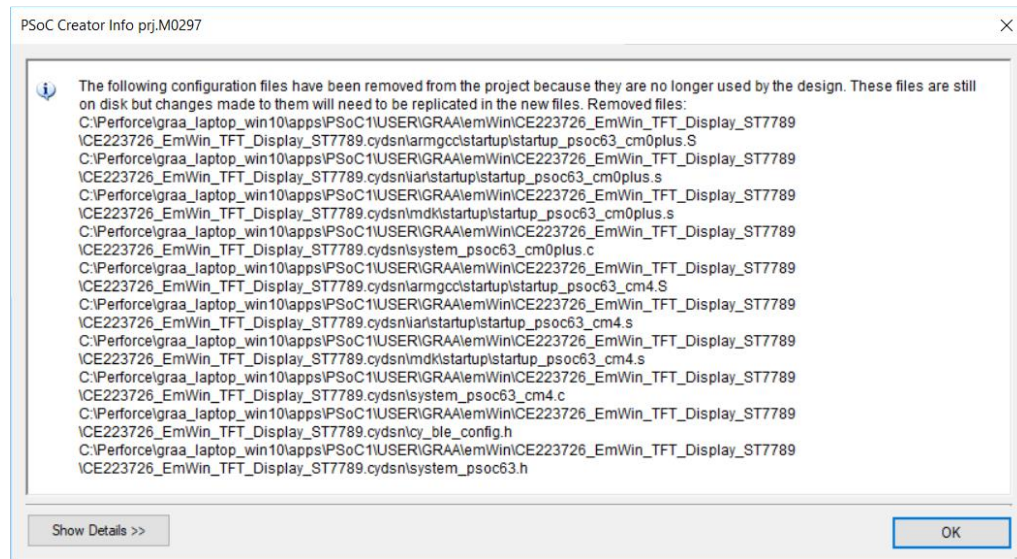 PSoC Creator Info prj.M0297
The following configuration files have been removed from the project because they are no longer used by the design. These files are still
on disk but changes made to them will need to be replicated in the new files. Removed files:
C:\Perforce\graa_laptop_win10\apps\PSoC1\USER\GRAA\emWin\CE223726_EmWin_TFT_Display_ST7789
\CE223726_EmWin_TFT_Display_ST7789.cydsn\armgcc\startup\startup_psoc63_cm0plus.S
C:\Perforce\graa_laptop_win10\apps\PSoC1\USER\GRAA\emWin\CE223726_EmWin_TFT_Display_ST7789
\CE223726_EmWin_TFT_Display_ST7789.cydsn\iar\startup\startup_psoc63_cm0plus.s
C:\Perforce\graa_laptop_win10\apps\PSoC1\USER\GRAA\emWin\CE223726_EmWin_TFT_Display_ST7789
\CE223726_EmWin_TFT_Display_ST7789.cydsn\mdk\startup\startup_psoc63_cm0plus.s
C:\Perforce\graa_laptop_win10\apps\PSoC1\USER\GRAA\emWin\CE223726_EmWin_TFT_Display_ST7789
\CE223726_EmWin_TFT_Display_ST7789.cydsn\system_psoc63_cm0plus.c
C:\Perforce\graa_laptop_win10\apps\PSoC1\USER\GRAA\emWin\CE223726_EmWin_TFT_Display_ST7789
\CE223726_EmWin_TFT_Display_ST7789.cydsn\armgcc\startup\startup_psoc63_cm4.S
C:\Perforce\graa_laptop_win10\apps\PSoC1\USER\GRAA\emWin\CE223726_EmWin_TFT_Display_ST7789
\CE223726_EmWin_TFT_Display_ST7789.cydsn\iar\startup\startup_psoc63_cm4.s
C:\Perforce\graa_laptop_win10\apps\PSoC1\USER\GRAA\emWin\CE223726_EmWin_TFT_Display_ST7789
\CE223726_EmWin_TFT_Display_ST7789.cydsn\mdk\startup\startup_psoc63_cm4.s
C:\Perforce\graa_laptop_win10\apps\PSoC1\USER\GRAA\emWin\CE223726_EmWin_TFT_Display_ST7789
\CE223726_EmWin_TFT_Display_ST7789.cydsn\system_psoc63_cm4.c
C:\Perforce\graa_laptop_win10\apps\PSoC1\USER\GRAA\emWin\CE223726_EmWin_TFT_Display_ST7789
\CE223726_EmWin_TFT_Display_ST7789.cydsn\cy_ble_config.h
C:\Perforce\graa_laptop_win10\apps\PSoC1\USER\GRAA\emWin\CE223726_EmWin_TFT_Display_ST7789
\CE223726_EmWin_TFT_Display_ST7789.cydsn\system_psoc63.h
Show Details >>
OK